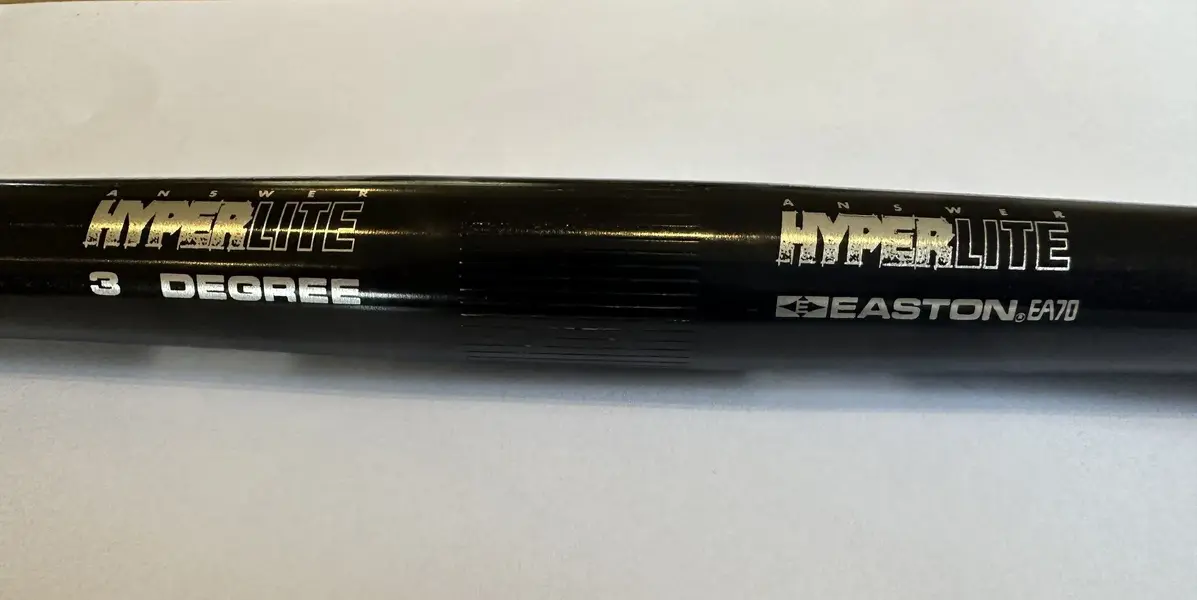 ANSWER
HYPERLITE
3 DEGREE
ANSWER
HYPERLITE
E EASTON® EA70